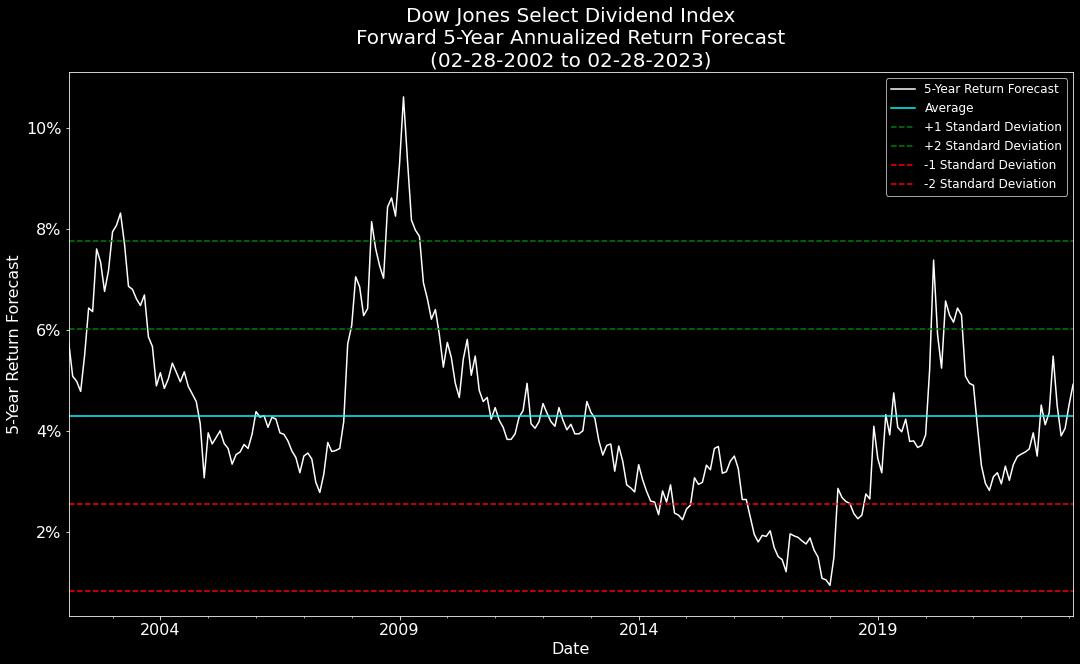 Dow Jones Select Dividend Index
Forward 5-Year Annualized Return Forecast
(02-28-2002 to 02-28-2023)
5-Year Return Forecast
Average
+1 Standard Deviation
+2 Standard Deviation
-1 Standard Deviation
-2 Standard Deviation
5-Year Return Forecast
10%
8%
6%
4%
2%
2004
2009
2014
2019
Date